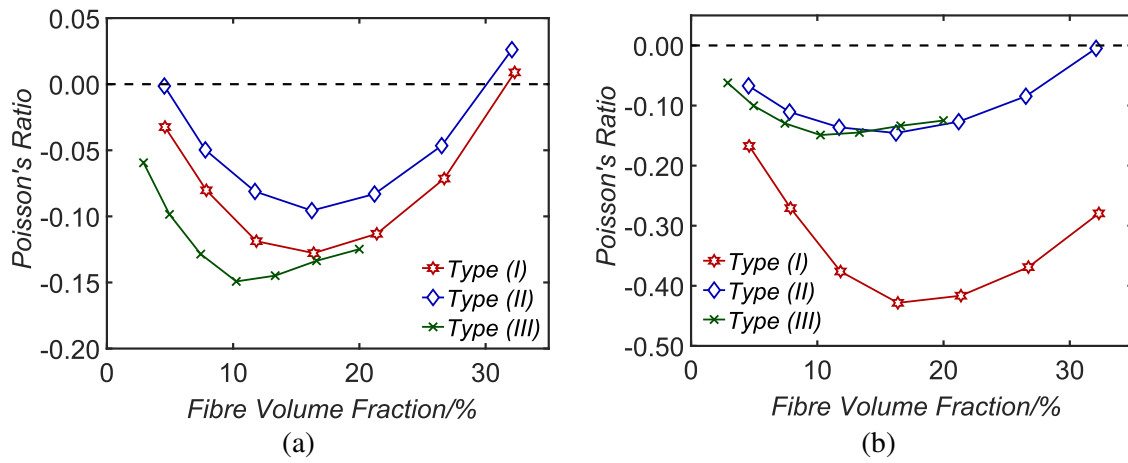 0.05
0.00
-0.05
-0.10
-0.15
-0.20
Poisson's Ratio
0 10 20 30
Fibre Volume Fraction/%
Type (I)
Type (II)
Type (III)
(a)
0.00
-0.10
-0.20
-0.30
-0.40
-0.50
Poisson's Ratio
0 10 20 30
Fibre Volume Fraction/%
Type (I)
Type (II)
Type (III)
(b)